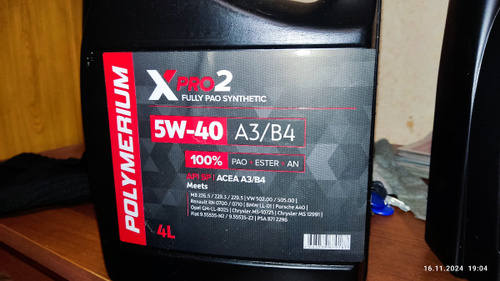 POLYMERIUM
XPRO2
FULLY PAO SYNTHETIC
5W-40 A3/B4
100% PAO + ESTER + AN
API SP | ACEA A3/B4
Meets
MB 226.5 / 229.3 / 229.5 | VW 502.00 / 505.00 |
Renault RN 0700 / 0710 | BMW LL-01 | Porsche A40 |
Opel GM-LL-B025 | Chrysler MS-10725 | Chrysler MS 12991 |
Fiat 9.55535-N2 / 9.55535-Z2 | PSA B71 2296
4L
16.11.2024 19:04